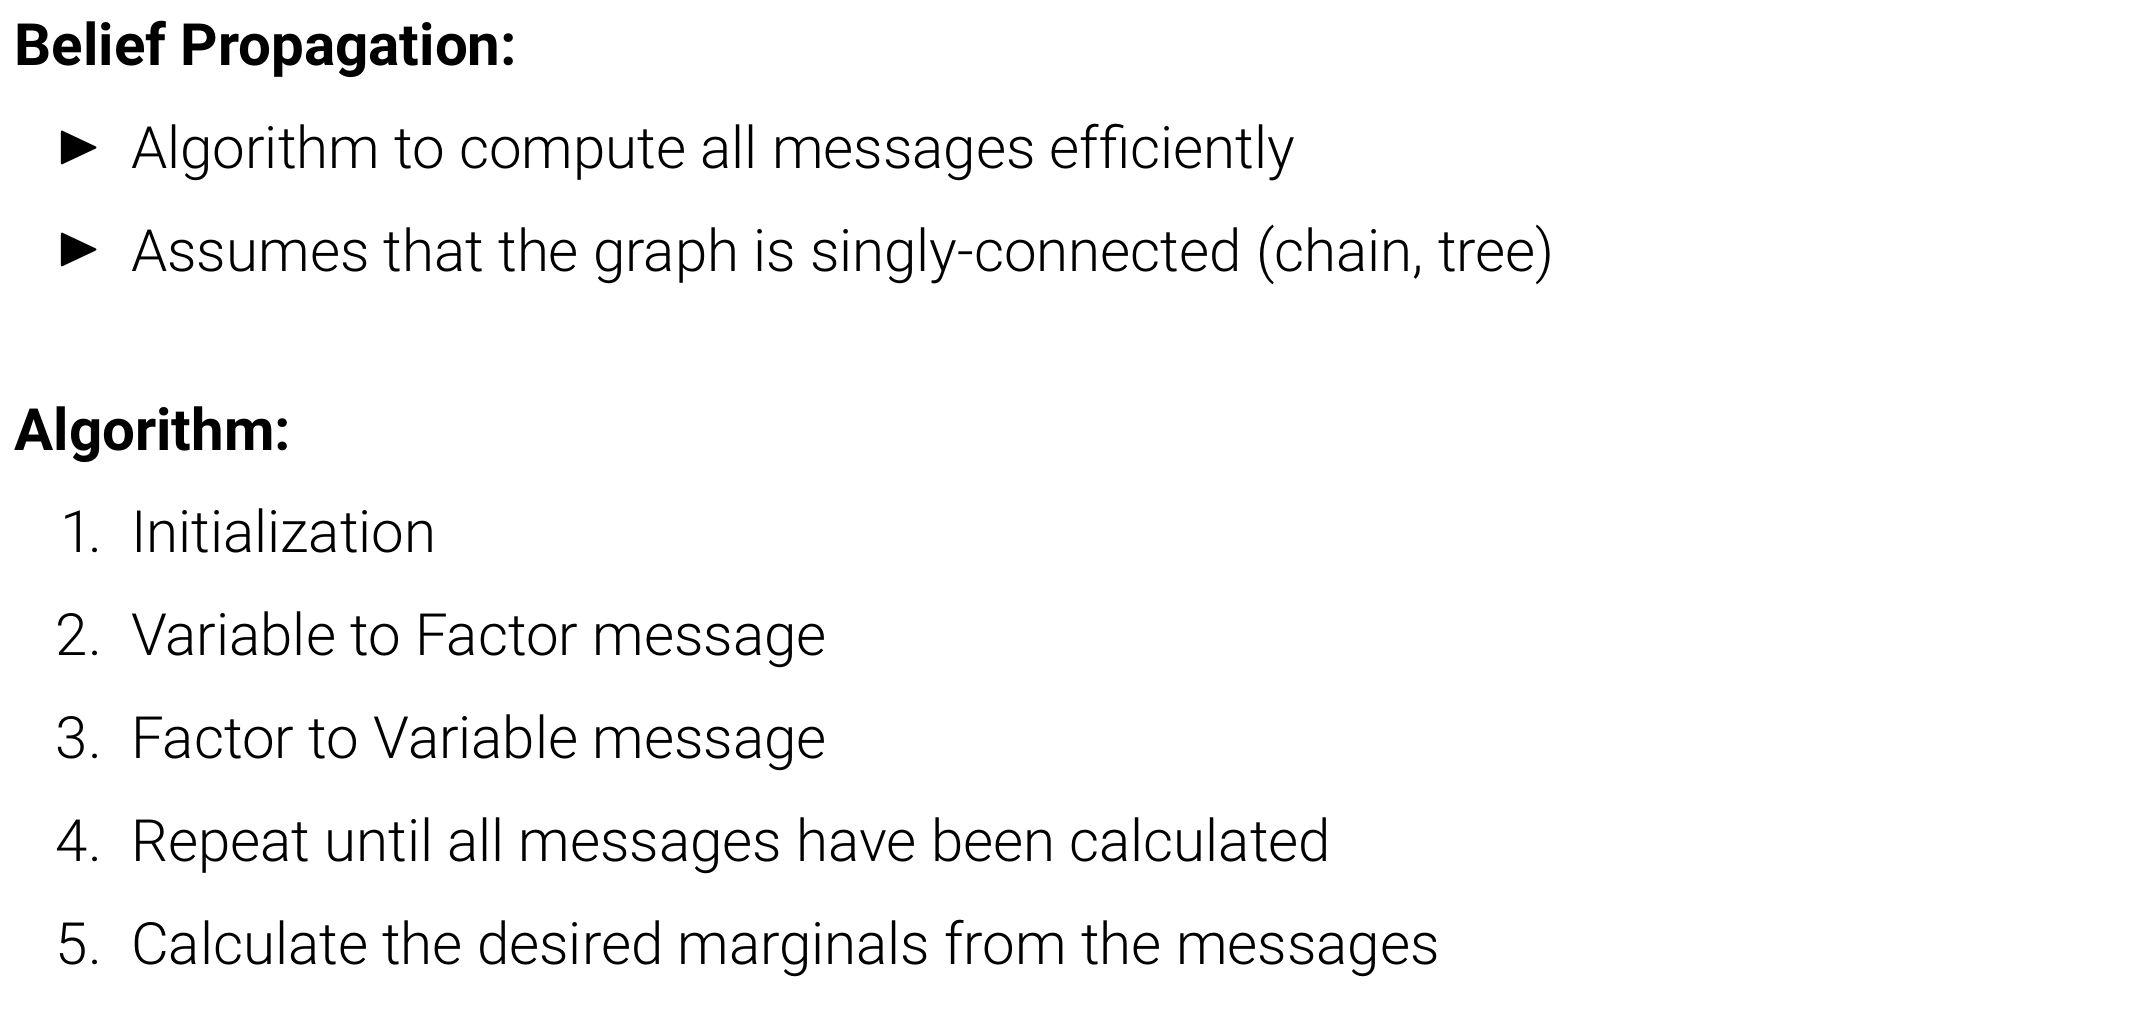 Belief Propagation:
► Algorithm to compute all messages efficiently
► Assumes that the graph is singly-connected (chain, tree)
Algorithm:
1. Initialization
2. Variable to Factor message
3. Factor to Variable message
4. Repeat until all messages have been calculated
5. Calculate the desired marginals from the messages